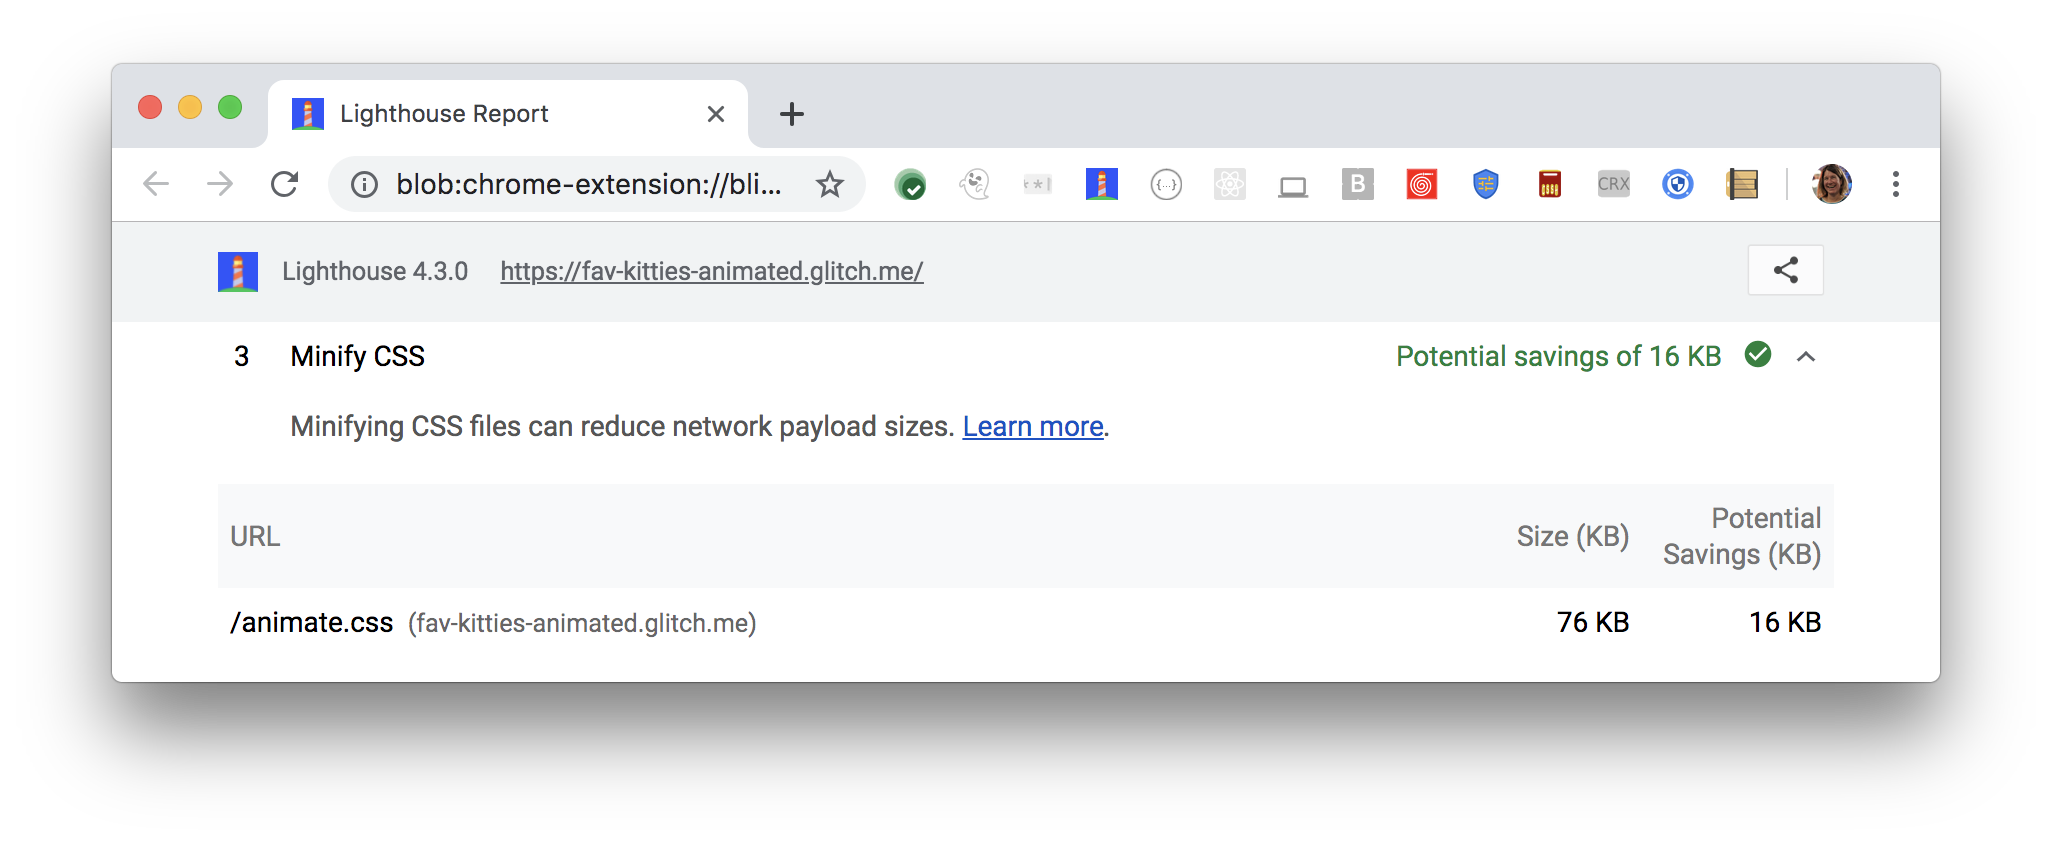 Lighthouse Report
blob:chrome-extension://bli...
{...}
B
CRX
Lighthouse 4.3.0 https://fav-kitties-animated.glitch.me/
3 Minify CSS Potential savings of 16 KB
Minifying CSS files can reduce network payload sizes. Learn more.
URL Size (KB) Potential Savings (KB)
/animate.css (fav-kitties-animated.glitch.me) 76 KB 16 KB